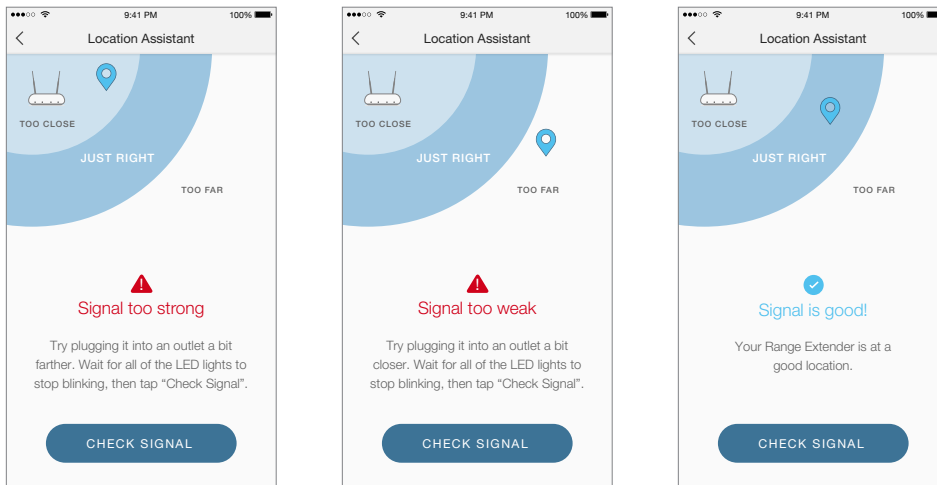 9:41 PM 100%
Location Assistant
TOO CLOSE
JUST RIGHT
TOO FAR
Signal too strong
Try plugging it into an outlet a bit
farther. Wait for all of the LED lights to
stop blinking, then tap “Check Signal”.
CHECK SIGNAL
9:41 PM 100%
Location Assistant
TOO CLOSE
JUST RIGHT
TOO FAR
Signal too weak
Try plugging it into an outlet a bit
closer. Wait for all of the LED lights to
stop blinking, then tap “Check Signal”.
CHECK SIGNAL
9:41 PM 100%
Location Assistant
TOO CLOSE
JUST RIGHT
TOO FAR
Signal is good!
Your Range Extender is at a
good location.
CHECK SIGNAL